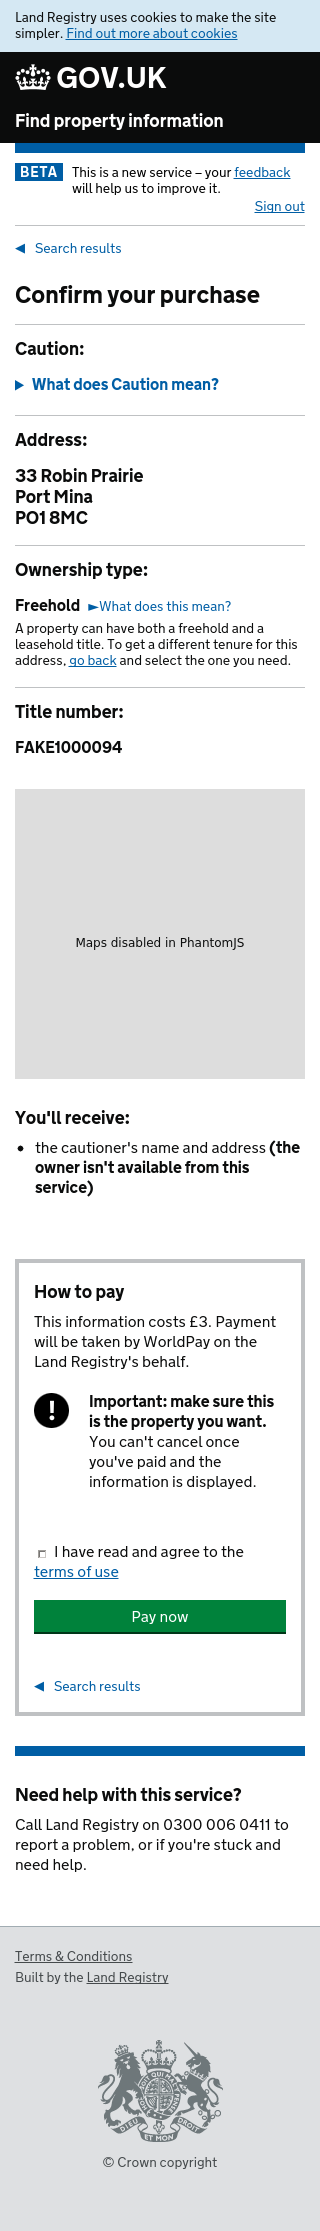 Land Registry uses cookies to make the site
simpler. Find out more about cookies
GOV.UK
Find property information
BETA This is a new service – your feedback
will help us to improve it.
Sign out
◀ Search results
Confirm your purchase
Caution:
▶ What does Caution mean?
Address:
33 Robin Prairie
Port Mina
PO1 8MC
Ownership type:
Freehold ►What does this mean?
A property can have both a freehold and a
leasehold title. To get a different tenure for this
address, go back and select the one you need.
Title number:
FAKE1000094
Maps disabled in PhantomJS
You'll receive:
• the cautioner's name and address (the
owner isn't available from this
service)
How to pay
This information costs £3. Payment
will be taken by WorldPay on the
Land Registry's behalf.
! Important: make sure this
is the property you want.
You can't cancel once
you've paid and the
information is displayed.
I have read and agree to the
terms of use
Pay now
◀ Search results
Need help with this service?
Call Land Registry on 0300 006 0411 to
report a problem, or if you're stuck and
need help.
Terms & Conditions
Built by the Land Registry
DIEU ET MON DROIT
© Crown copyright